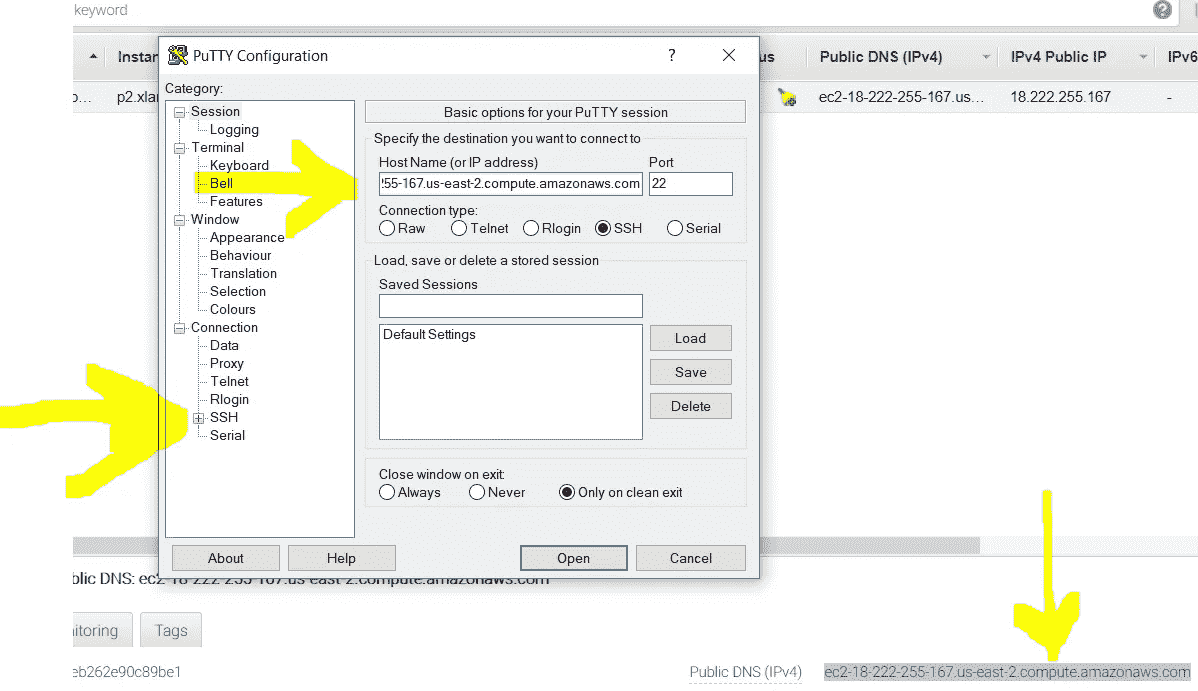 keyword
Instan
us
Public DNS (IPv4)
IPv4 Public IP
IPv6
p2.xlar
ec2-18-222-255-167.us...
18.222.255.167
-
PuTTY Configuration
?
Category:
Session
Logging
Terminal
Keyboard
Bell
Features
Window
Appearance
Behaviour
Translation
Selection
Colours
Connection
Data
Proxy
Telnet
Rlogin
SSH
Serial
Basic options for your PuTTY session
Specify the destination you want to connect to
Host Name (or IP address)
Port
255-167.us-east-2.compute.amazonaws.com
22
Connection type:
Raw
Telnet
Rlogin
SSH
Serial
Load, save or delete a stored session
Saved Sessions
Default Settings
Load
Save
Delete
Close window on exit:
Always
Never
Only on clean exit
About
Help
Open
Cancel
blic DNS: ec2-18-222-255-167.us-east-2.compute.amazonaws.com
nitoring
Tags
eb262e90c89be1
Public DNS (IPv4)
ec2-18-222-255-167.us-east-2.compute.amazonaws.com